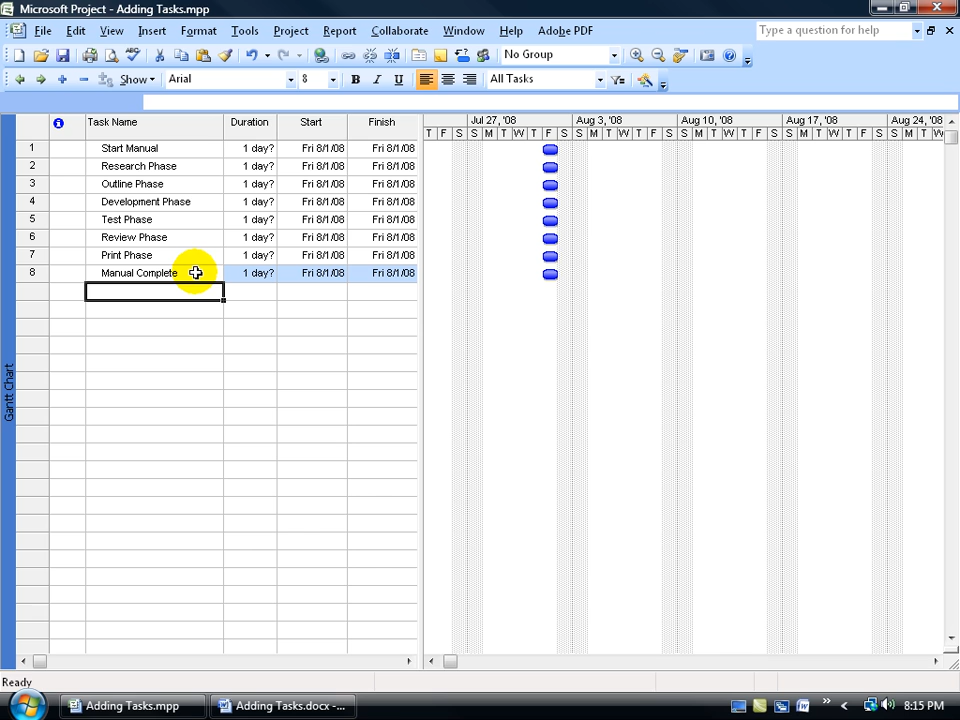 Microsoft Project - Adding Tasks.mpp
File Edit View Insert Format Tools Project Report Collaborate Window Help Adobe PDF Type a question for help
No Group
Show Arial 8 B I U All Tasks
Task Name Duration Start Finish
Jul 27, '08 Aug 3, '08 Aug 10, '08 Aug 17, '08 Aug 24, '08
T F S S M T W T F S S M T W T F S S M T W T F S S M T W T F S S M T W
1 Start Manual 1 day? Fri 8/1/08 Fri 8/1/08
2 Research Phase 1 day? Fri 8/1/08 Fri 8/1/08
3 Outline Phase 1 day? Fri 8/1/08 Fri 8/1/08
4 Development Phase 1 day? Fri 8/1/08 Fri 8/1/08
5 Test Phase 1 day? Fri 8/1/08 Fri 8/1/08
6 Review Phase 1 day? Fri 8/1/08 Fri 8/1/08
7 Print Phase 1 day? Fri 8/1/08 Fri 8/1/08
8 Manual Complete 1 day? Fri 8/1/08 Fri 8/1/08
Gantt Chart
Ready
Adding Tasks.mpp Adding Tasks.docx -... 8:15 PM